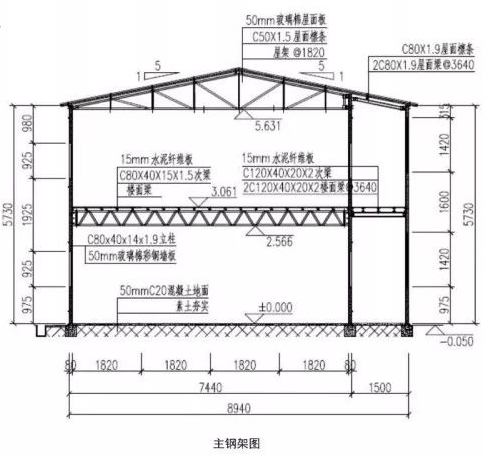 50mm玻璃棉屋面板
C50X1.5屋面檩条
屋架 @1820
C80X1.9屋面檩条
2C80X1.9屋面梁@3640
5
1
5
1
5.631
980
925
1925
925
975
5730
315
1420
1600
1420
975
5730
15mm 水泥纤维板
C80X40X15X1.5次梁
楼面梁
3.061
15mm 水泥纤维板
C120X40X20X2次梁
2C120X40X20X2楼面梁@3640
2.566
C80x40x14x1.9立柱
50mm玻璃棉彩钢墙板
50mmC20混凝土地面
素土夯实
±0.000
-0.050
80
1820
1820
1820
1820
80
7440
1500
8940
主钢架图